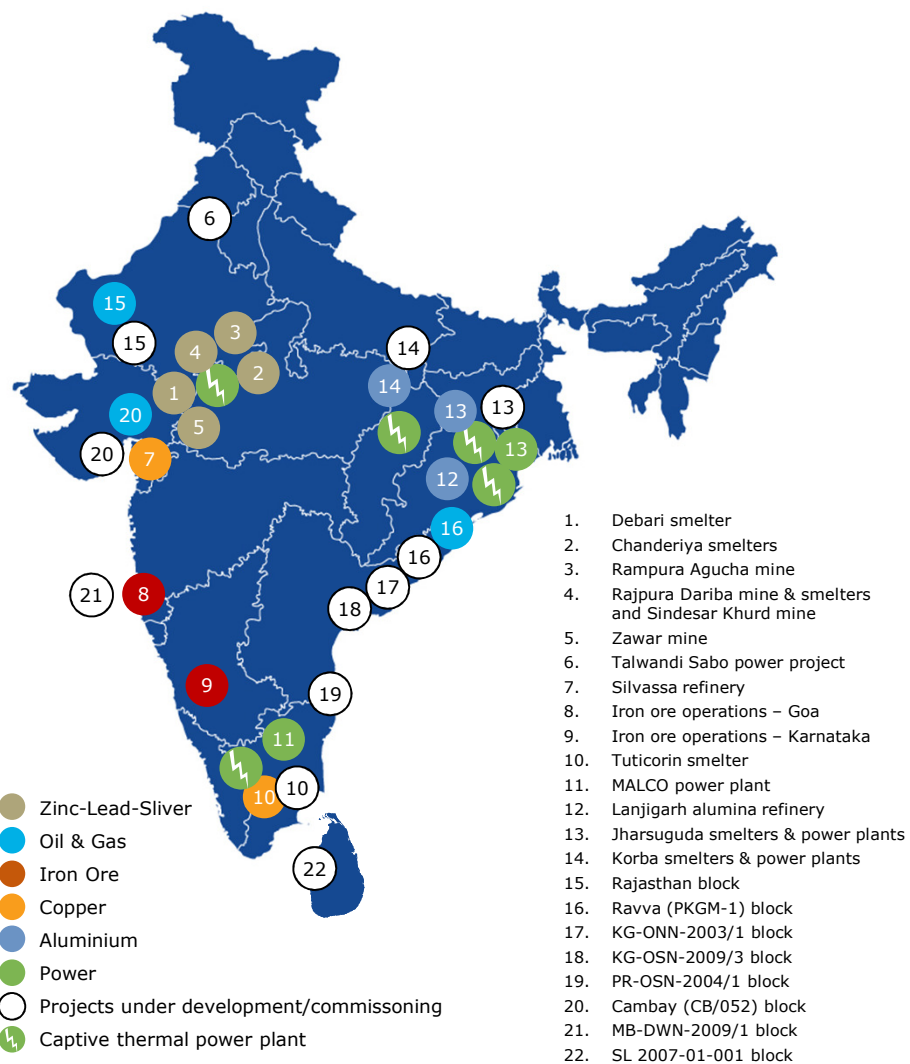 6
15
3
15
4
14
2
14
1
13
13
20
5
13
20
7
12
16
16
21
8
17
18
9
19
11
10
10
22
Zinc-Lead-Sliver
Oil & Gas
Iron Ore
Copper
Aluminium
Power
Projects under development/commissoning
Captive thermal power plant
1. Debari smelter
2. Chanderiya smelters
3. Rampura Agucha mine
4. Rajpura Dariba mine & smelters
and Sindesar Khurd mine
5. Zawar mine
6. Talwandi Sabo power project
7. Silvassa refinery
8. Iron ore operations – Goa
9. Iron ore operations – Karnataka
10. Tuticorin smelter
11. MALCO power plant
12. Lanjigarh alumina refinery
13. Jharsuguda smelters & power plants
14. Korba smelters & power plants
15. Rajasthan block
16. Ravva (PKGM-1) block
17. KG-ONN-2003/1 block
18. KG-OSN-2009/3 block
19. PR-OSN-2004/1 block
20. Cambay (CB/052) block
21. MB-DWN-2009/1 block
22. SL 2007-01-001 block